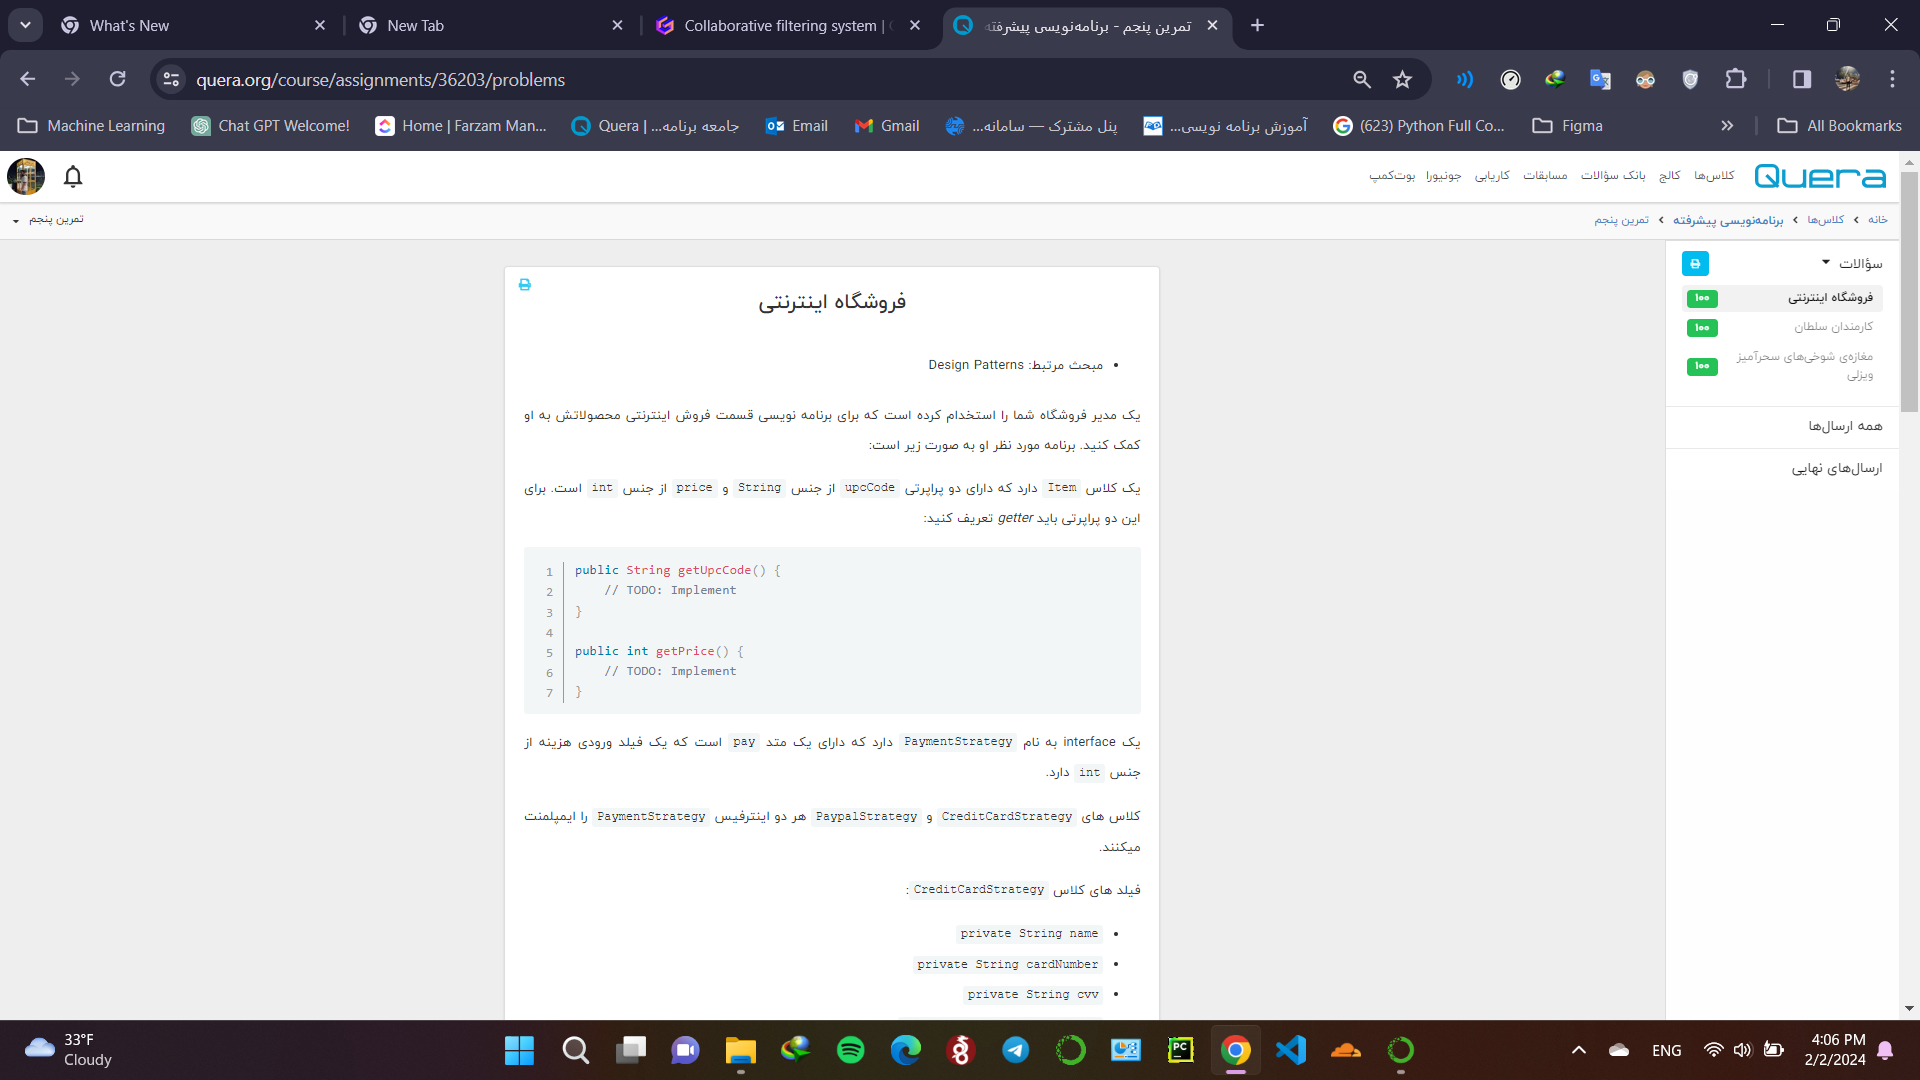 What's New
New Tab
Collaborative filtering system |
تمرین پنجم - برنامه‌نویسی پیشرفته
quera.org/course/assignments/36203/problems
Machine Learning
Chat GPT Welcome!
Home | Farzam Man...
Quera | جامعه برنامه...
Email
Gmail
پنل مشترک — سامانه...
آموزش برنامه نویسی...
(623) Python Full Co...
Figma
All Bookmarks
Quera
کلاس‌ها
کالج
بانک سؤالات
مسابقات
کاریابی
جونیورا
بوت‌کمپ
خانه
کلاس‌ها
برنامه‌نویسی پیشرفته
تمرین پنجم
تمرین پنجم
سؤالات
فروشگاه اینترنتی
۱۰۰
کارمندان سلطان
۱۰۰
مغازه‌ی شوخی‌های سحرآمیز
ویزلی
۱۰۰
همه ارسال‌ها
ارسال‌های نهایی
فروشگاه اینترنتی
• مبحث مرتبط: Design Patterns
یک مدیر فروشگاه شما را استخدام کرده است که برای برنامه نویسی قسمت فروش اینترنتی محصولاتش به او
کمک کنید. برنامه مورد نظر او به صورت زیر است:
یک کلاس Item دارد که دارای دو پراپرتی upcCode از جنس String و price از جنس int است. برای
این دو پراپرتی باید getter تعریف کنید:
1 public String getUpcCode() {
2 // TODO: Implement
3 }
4
5 public int getPrice() {
6 // TODO: Implement
7 }
یک interface به نام PaymentStrategy دارد که دارای یک متد pay است که یک فیلد ورودی هزینه از
جنس int دارد.
کلاس های CreditCardStrategy و PaypalStrategy هر دو اینترفیس PaymentStrategy را ایمپلمنت
میکنند.
فیلد های کلاس CreditCardStrategy :
• private String name
• private String cardNumber
• private String cvv
33°F
Cloudy
ENG
4:06 PM
2/2/2024